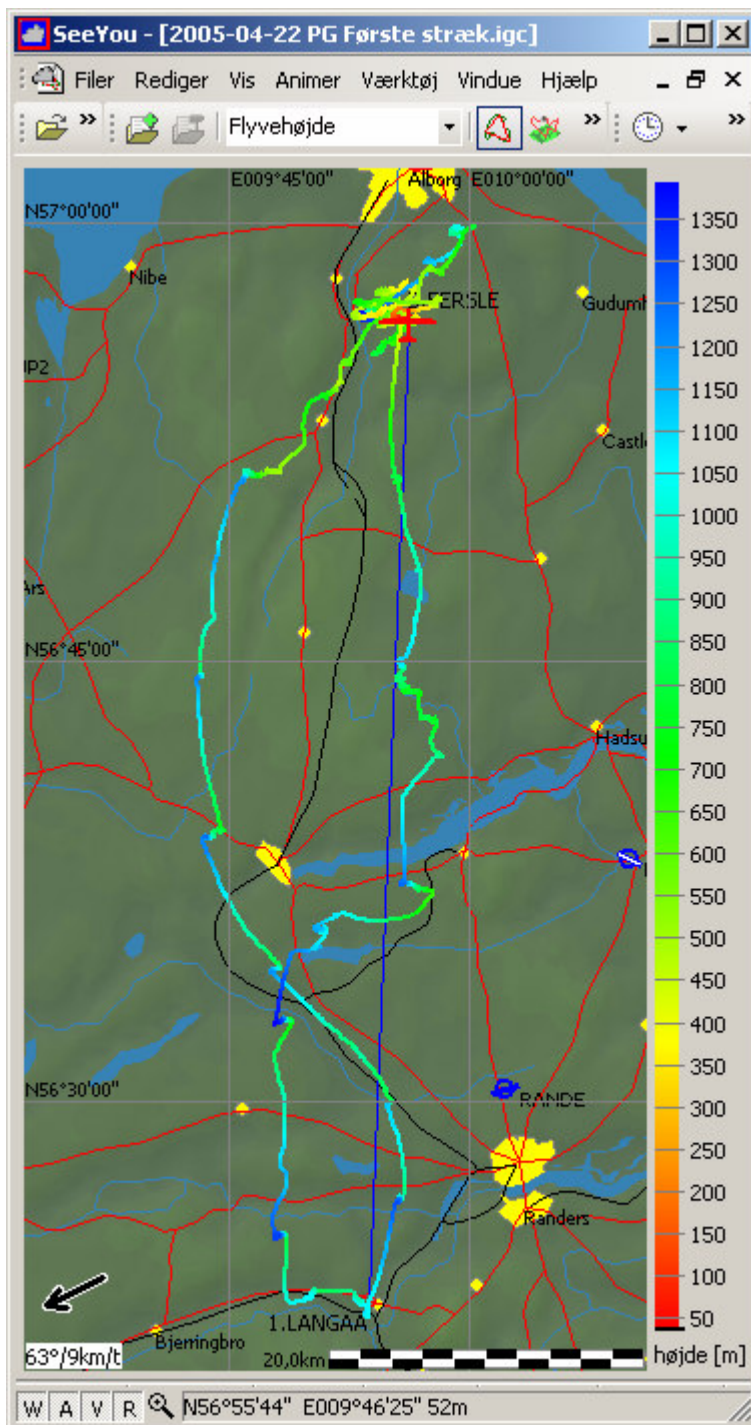 SeeYou - [2005-04-22 PG Første stræk.igc]
Filer Rediger Vis Animer Værktøj Vindue Hjælp
Flyvehøjde
E009°45'00" Alborg E010°00'00"
N57°00'00"
Nibe
Gudumh
ERSLE
JP2
Castle
Ars
N56°45'00"
Hadsu
N56°30'00"
RANDE
Randers
1.LANGAA
Bjerringbro
63°/9km/t
20,0km
1350
1300
1250
1200
1150
1100
1050
1000
950
900
850
800
750
700
650
600
550
500
450
400
350
300
250
200
150
100
50
højde [m]
W A V R N56°55'44" E009°46'25" 52m